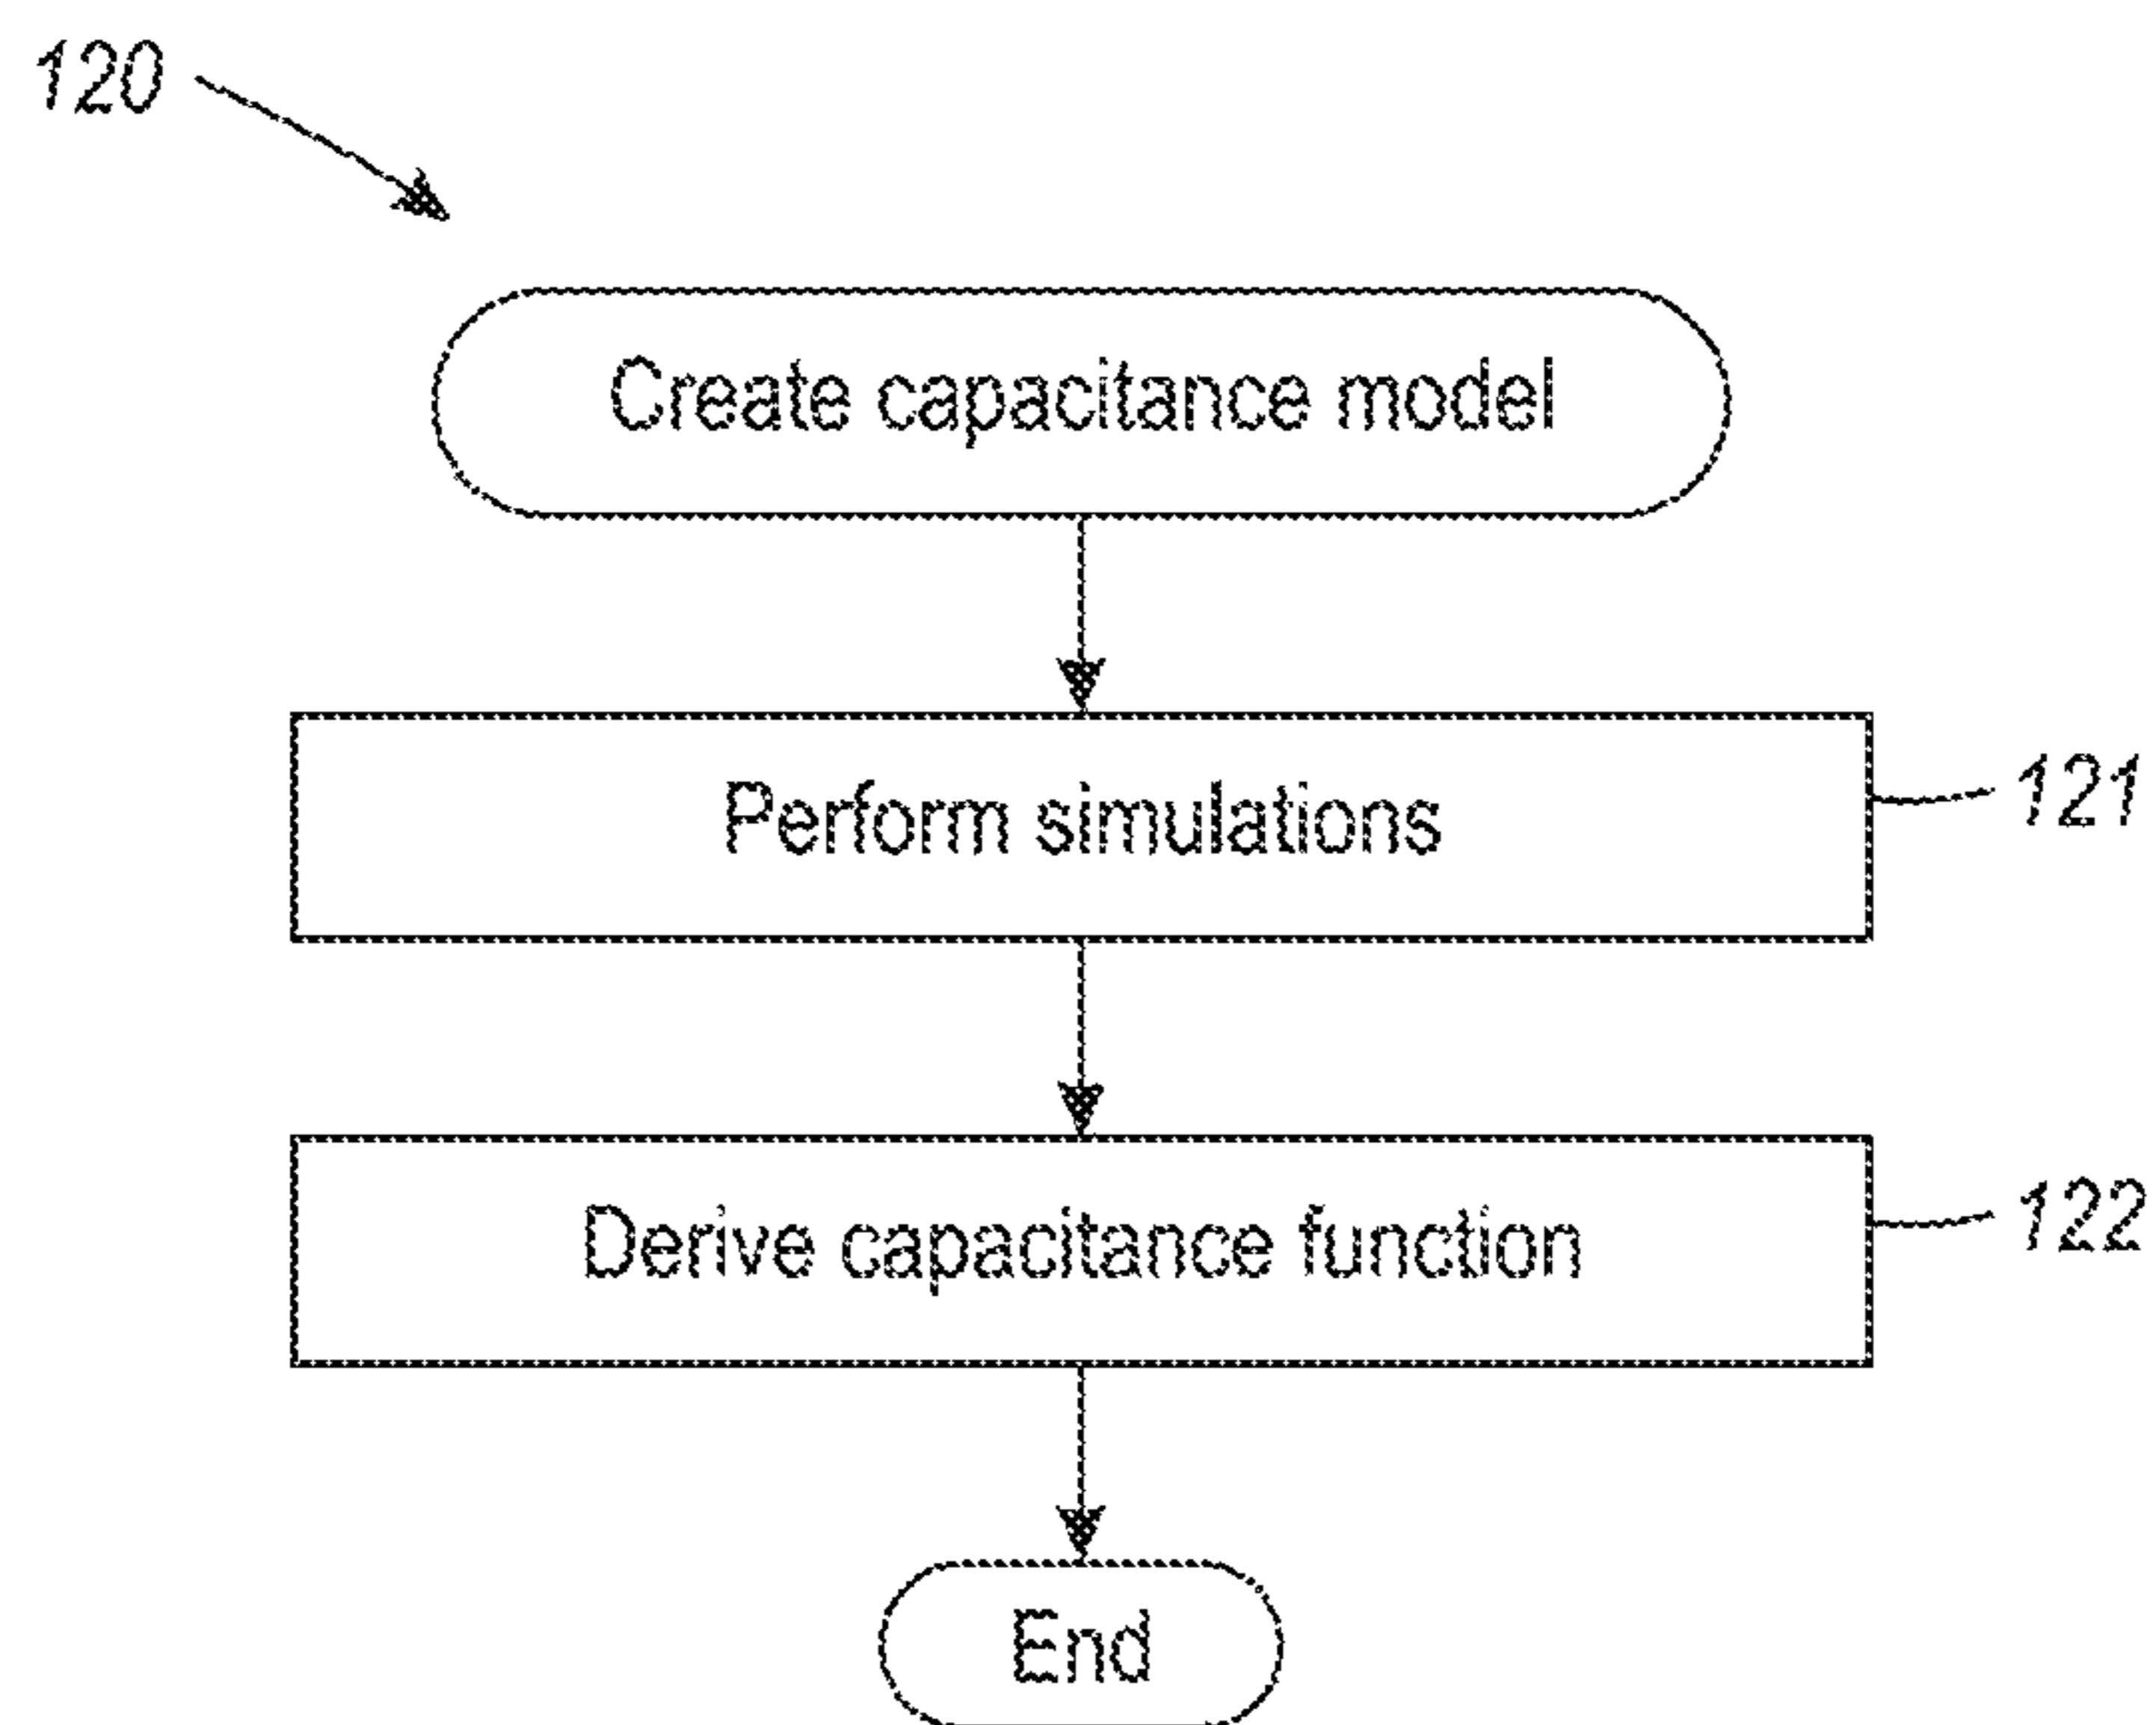 120
Create capacitance model
Perform simulations
121
Derive capacitance function
122
End